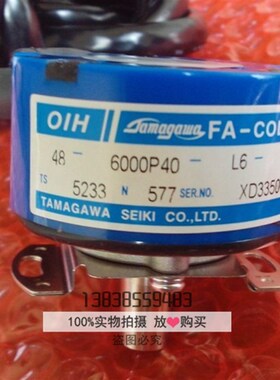 OIH Tamagawa FA-CO
48 - 6000P40 - L6 -
TS 5233 N 577 SER.NO. XD3350
TAMAGAWA SEIKI CO.,LTD.
13838559483
100%实物拍摄 放❤购买
盗图必究